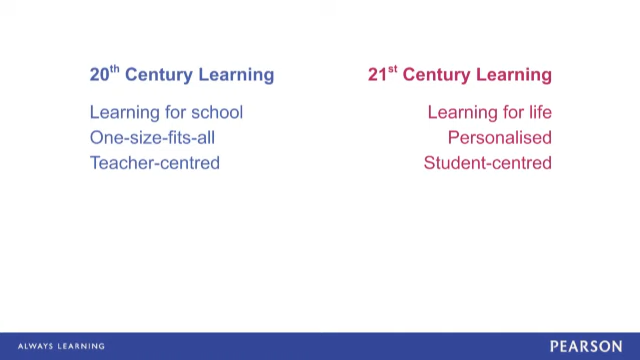 20th Century Learning
21st Century Learning
Learning for school
Learning for life
One-size-fits-all
Personalised
Teacher-centred
Student-centred
ALWAYS LEARNING
PEARSON